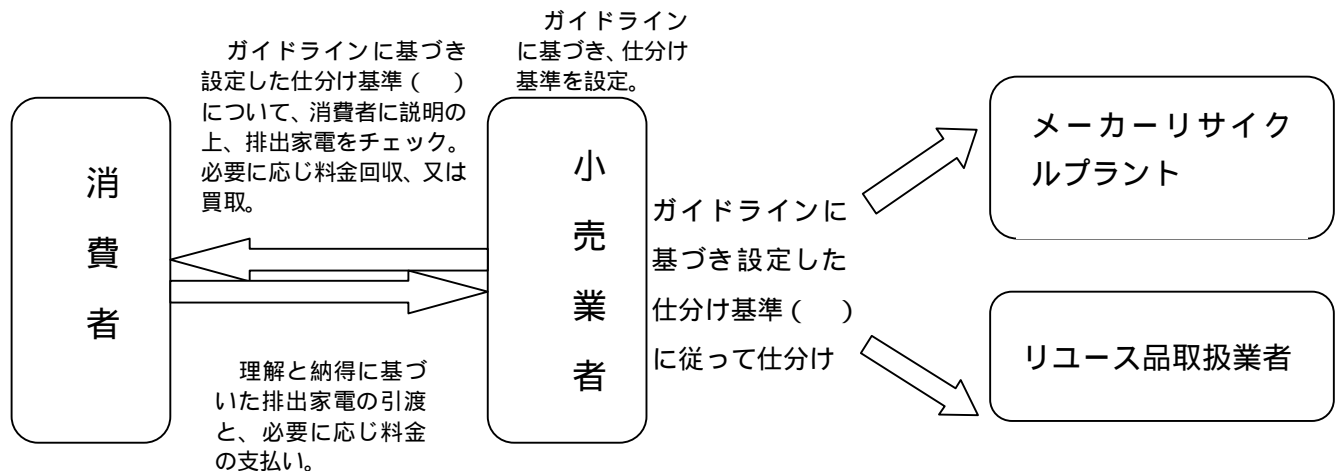 ガイドラインに基づき
設定した仕分け基準(　)
について、消費者に説明の
上、排出家電をチェック。
必要に応じ料金回収、又は
買取。
ガイドライン
に基づき、仕分け
基準を設定。
消費者
小売業者
理解と納得に基づ
いた排出家電の引渡
と、必要に応じ料金
の支払い。
ガイドラインに
基づき設定した
仕分け基準(　)
に従って仕分け
メーカーリサイク
ルプラント
リユース品取扱業者